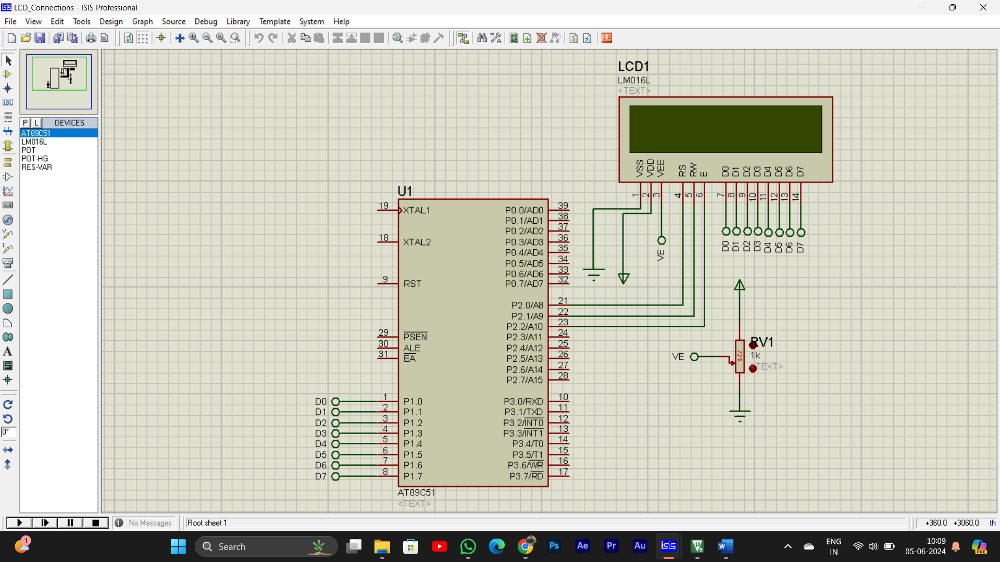 LCD_Connections - ISIS Professional
File View Edit Tools Design Graph Source Debug Library Template System Help
ARES
LBL
P L DEVICES
AT89C51
LM016L
POT
POT-HG
RES-VAR
A
S
0°
LCD1
LM016L
<TEXT>
VSS VDD VEE RS RW E D0 D1 D2 D3 D4 D5 D6 D7
1 2 3 4 5 6 7 8 9 10 11 12 13 14
VE
D0 D1 D2 D3 D4 D5 D6 D7
U1
19 XTAL1
18 XTAL2
9 RST
29 PSEN
30 ALE
31 EA
D0 1 P1.0
D1 2 P1.1
D2 3 P1.2
D3 4 P1.3
D4 5 P1.4
D5 6 P1.5
D6 7 P1.6
D7 8 P1.7
P0.0/AD0 39
P0.1/AD1 38
P0.2/AD2 37
P0.3/AD3 36
P0.4/AD4 35
P0.5/AD5 34
P0.6/AD6 33
P0.7/AD7 32
P2.0/A8 21
P2.1/A9 22
P2.2/A10 23
P2.3/A11 24
P2.4/A12 25
P2.5/A13 26
P2.6/A14 27
P2.7/A15 28
P3.0/RXD 10
P3.1/TXD 11
P3.2/INT0 12
P3.3/INT1 13
P3.4/T0 14
P3.5/T1 15
P3.6/WR 16
P3.7/RD 17
AT89C51
<TEXT>
RV1
VE 72% 1k
TEXT>
No Messages Root sheet 1 +360.0 +3060.0 th
1
Search
Ps Ae Pr Au isis W
ENG
IN
10:09
05-06-2024
PRE